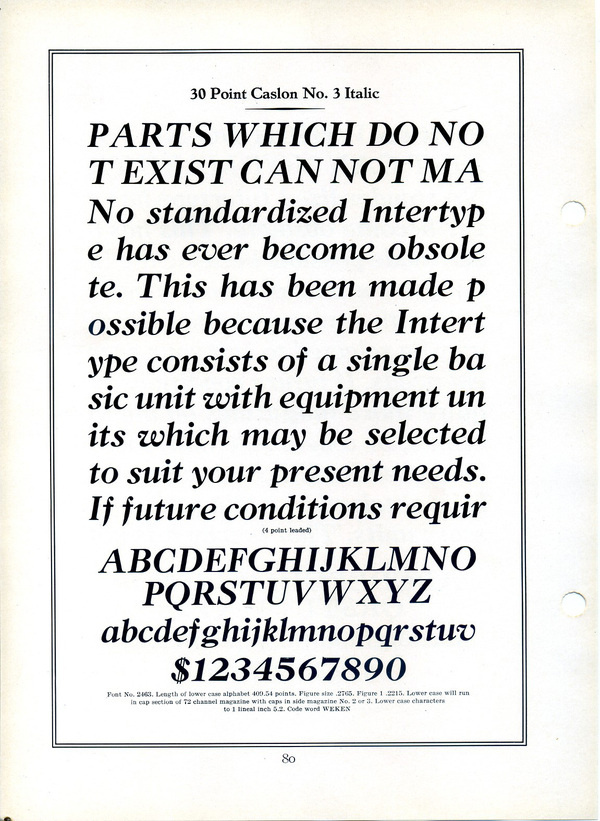 30 Point Caslon No. 3 Italic
PARTS WHICH DO NO
T EXIST CAN NOT MA
No standardized Intertyp
e has ever become obsole
te. This has been made p
ossible because the Intert
ype consists of a single ba
sic unit with equipment un
its which may be selected
to suit your present needs.
If future conditions requir
(4 point leaded)
ABCDEFGHIJKLMNO
PQRSTUVWXYZ
abcdefghijklmnopqrstuv
$1234567890
Font No. 2463. Length of lower case alphabet 409.54 points. Figure size .2765. Figure 1 .2215. Lower case will run
in cap section of 72 channel magazine with caps in side magazine No. 2 or 3. Lower case characters
to 1 lineal inch 5.2. Code word WEKEN
80